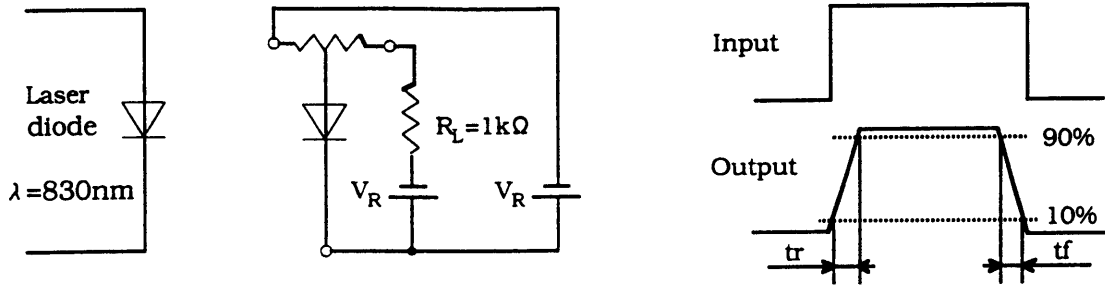 Laser
diode
λ=830nm
R_L=1kΩ
V_R
V_R
Input
Output
90%
10%
tr
tf